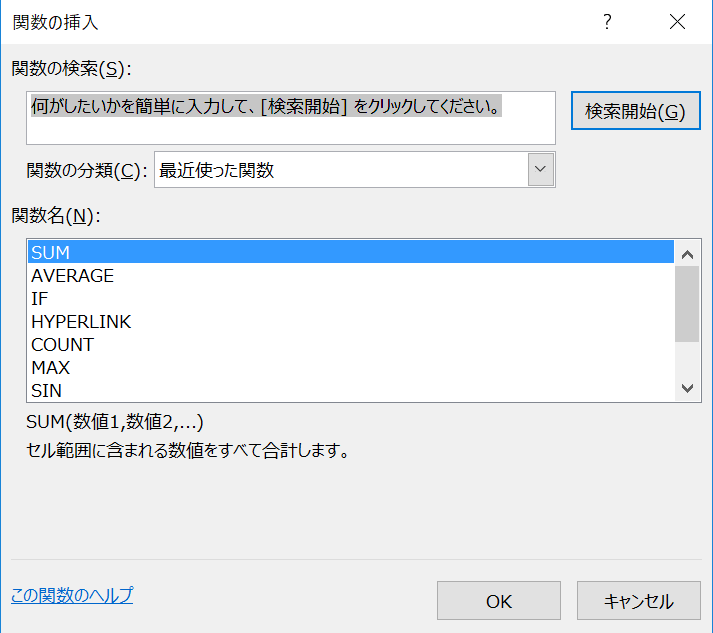 関数の挿入
?
関数の検索(S):
何がしたいかを簡単に入力して、[検索開始] をクリックしてください。
検索開始(G)
関数の分類(C): 最近使った関数
関数名(N):
SUM
AVERAGE
IF
HYPERLINK
COUNT
MAX
SIN
SUM(数値1,数値2,...)
セル範囲に含まれる数値をすべて合計します。
この関数のヘルプ
OK
キャンセル